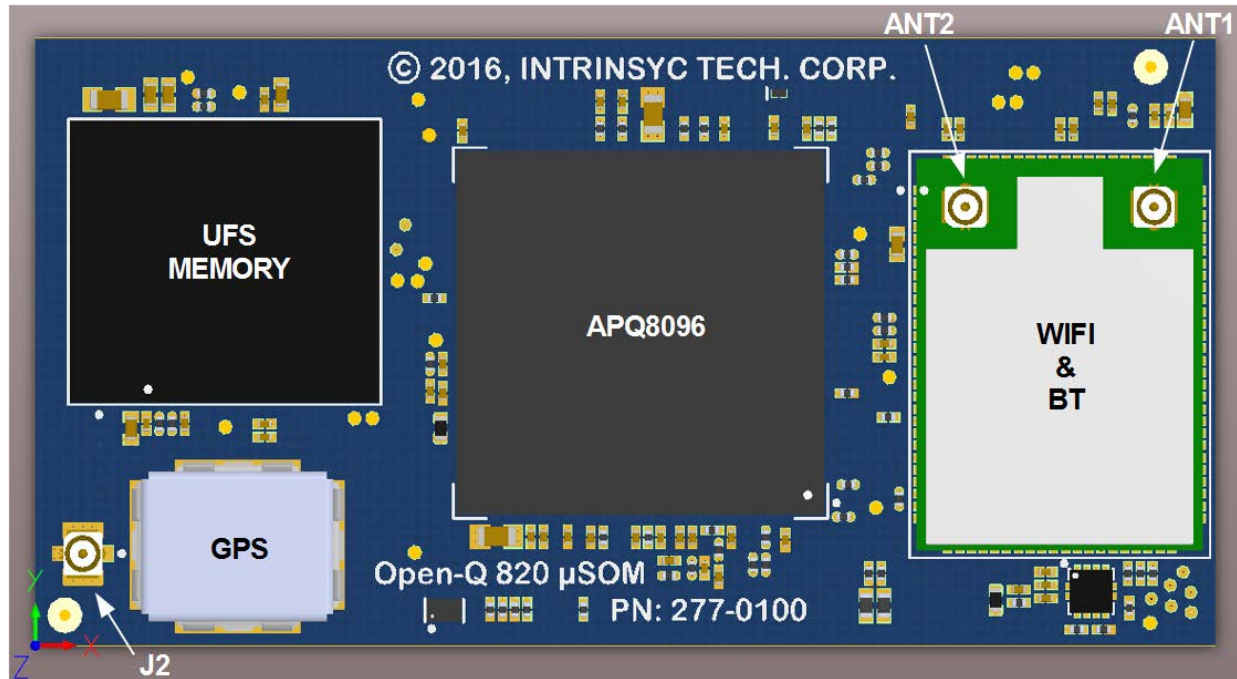 ANT2
ANT1
© 2016, INTRINSYC TECH. CORP.
UFS
MEMORY
APQ8096
WIFI
&
BT
GPS
Open-Q 820 µSOM
PN: 277-0100
J2
Y
X
Z